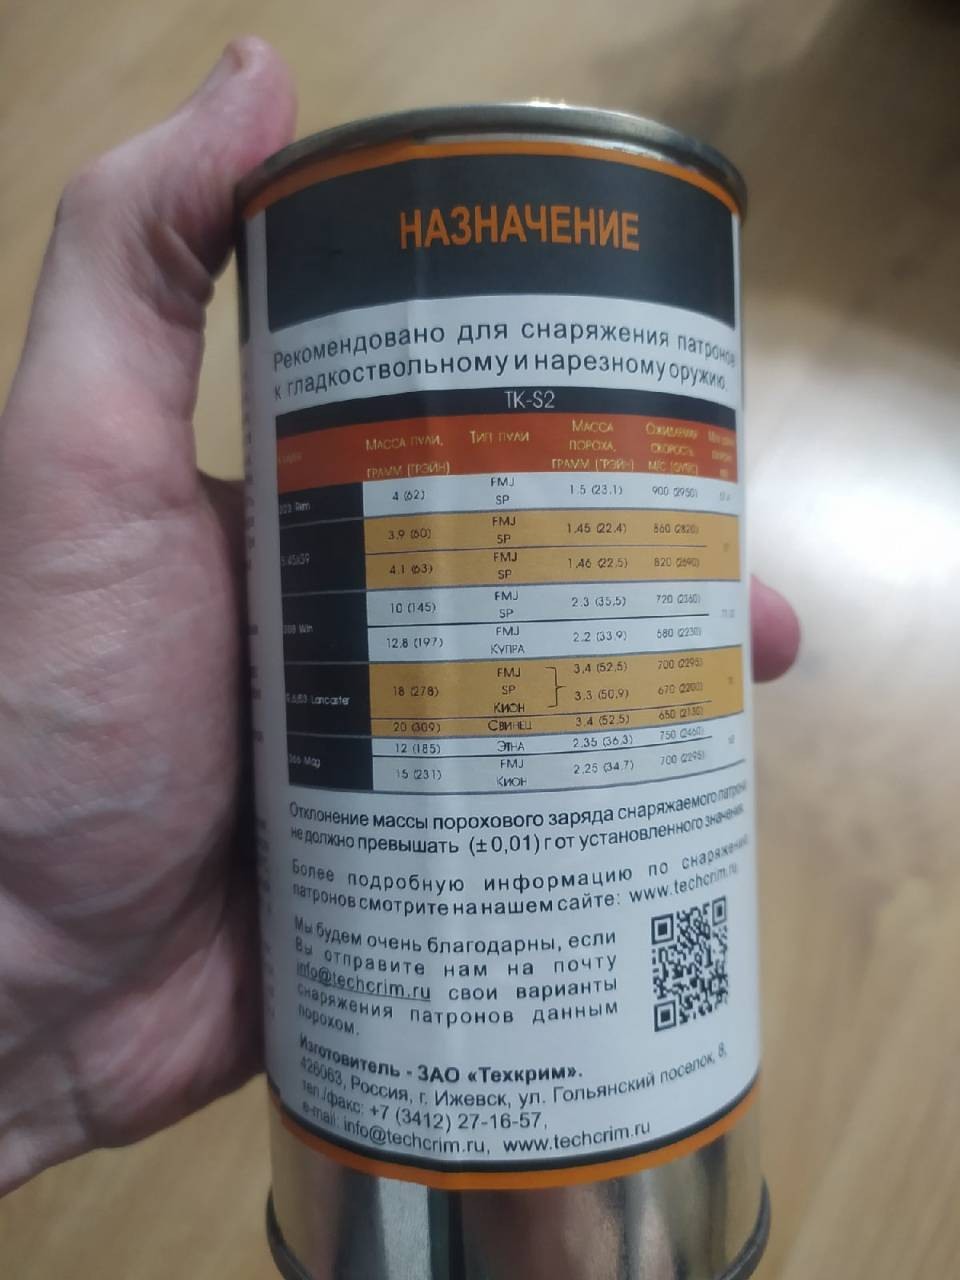 НАЗНАЧЕНИЕ
Рекомендовано для снаряжения патронов
к гладкоствольному и нарезному оружию.
TK-S2
Масса пули, грамм (грэйн) Тип пули Масса пороха, грамм (грэйн) Ожидаемая скорость, м/с
4 (62) FMJ SP 1.5 (23.1) 900 (2950)
5.45x39 3.9 (60) FMJ SP 1.45 (22.4) 860 (2820)
4.1 (63) FMJ SP 1.46 (22.5) 820 (2690)
308 Win 10 (145) FMJ SP 2.3 (35.5) 720 (2360)
12.8 (197) FMJ КУПРА 2.2 (33.9) 680 (2230)
Lancaster 18 (278) FMJ SP КИОН 3.4 (52.5) 700 (2295)
3.3 (50.9) 670 (2200)
20 (309) Свинец 3.4 (52.5) 650 (2130)
366 Mag 12 (185) Этна 2.35 (36.3) 750 (2460)
15 (231) FMJ Кион 2.25 (34.7) 700 (2295)
Отклонение массы порохового заряда снаряжаемого патрона
не должно превышать (±0,01) г от установленного значения.
Более подробную информацию по снаряжению
патронов смотрите на нашем сайте: www.techcrim.ru
Мы будем очень благодарны, если
Вы отправите нам на почту
info@techcrim.ru свои варианты
снаряжения патронов данным
порохом.
Изготовитель - ЗАО «Техкрим».
426063, Россия, г. Ижевск, ул. Гольянский поселок, 8,
тел./факс: +7 (3412) 27-16-57,
e-mail: info@techcrim.ru, www.techcrim.ru